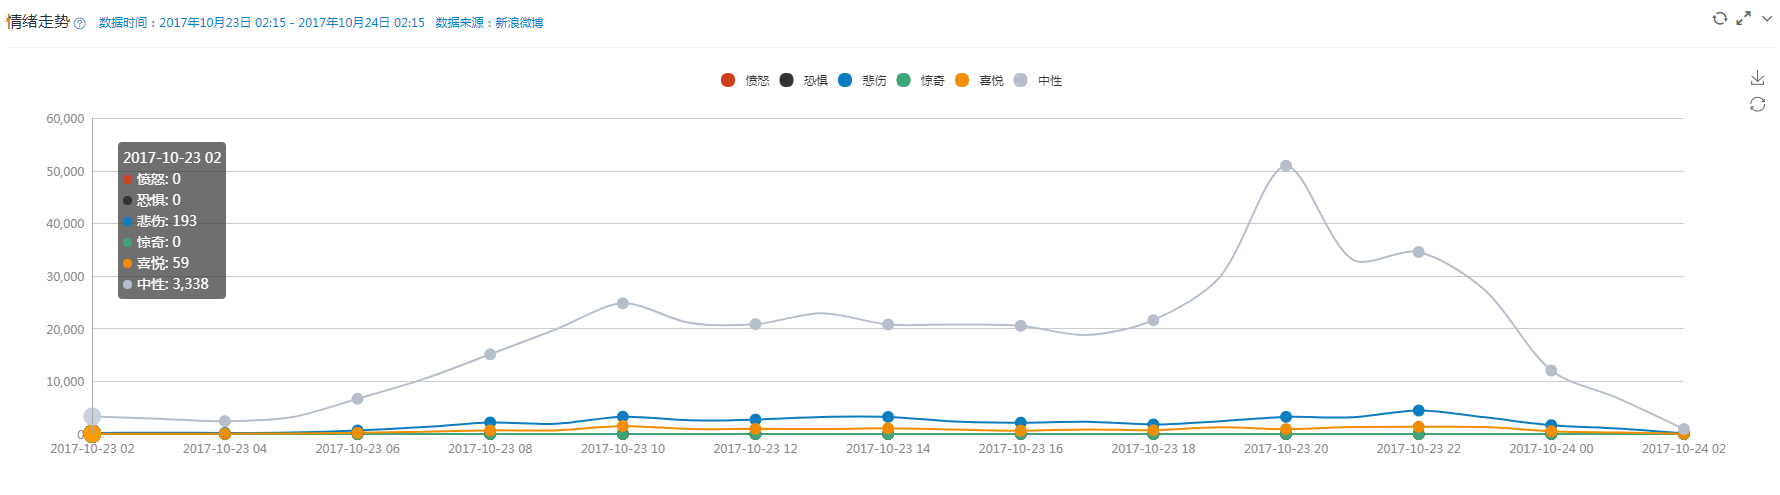 情绪走势 ? 数据时间：2017年10月23日 02:15 - 2017年10月24日 02:15 数据来源：新浪微博
愤怒 恐惧 悲伤 惊奇 喜悦 中性
60,000
50,000
40,000
30,000
20,000
10,000
0
2017-10-23 02
愤怒: 0
恐惧: 0
悲伤: 193
惊奇: 0
喜悦: 59
中性: 3,338
2017-10-23 02 2017-10-23 04 2017-10-23 06 2017-10-23 08 2017-10-23 10 2017-10-23 12 2017-10-23 14 2017-10-23 16 2017-10-23 18 2017-10-23 20 2017-10-23 22 2017-10-24 00 2017-10-24 02